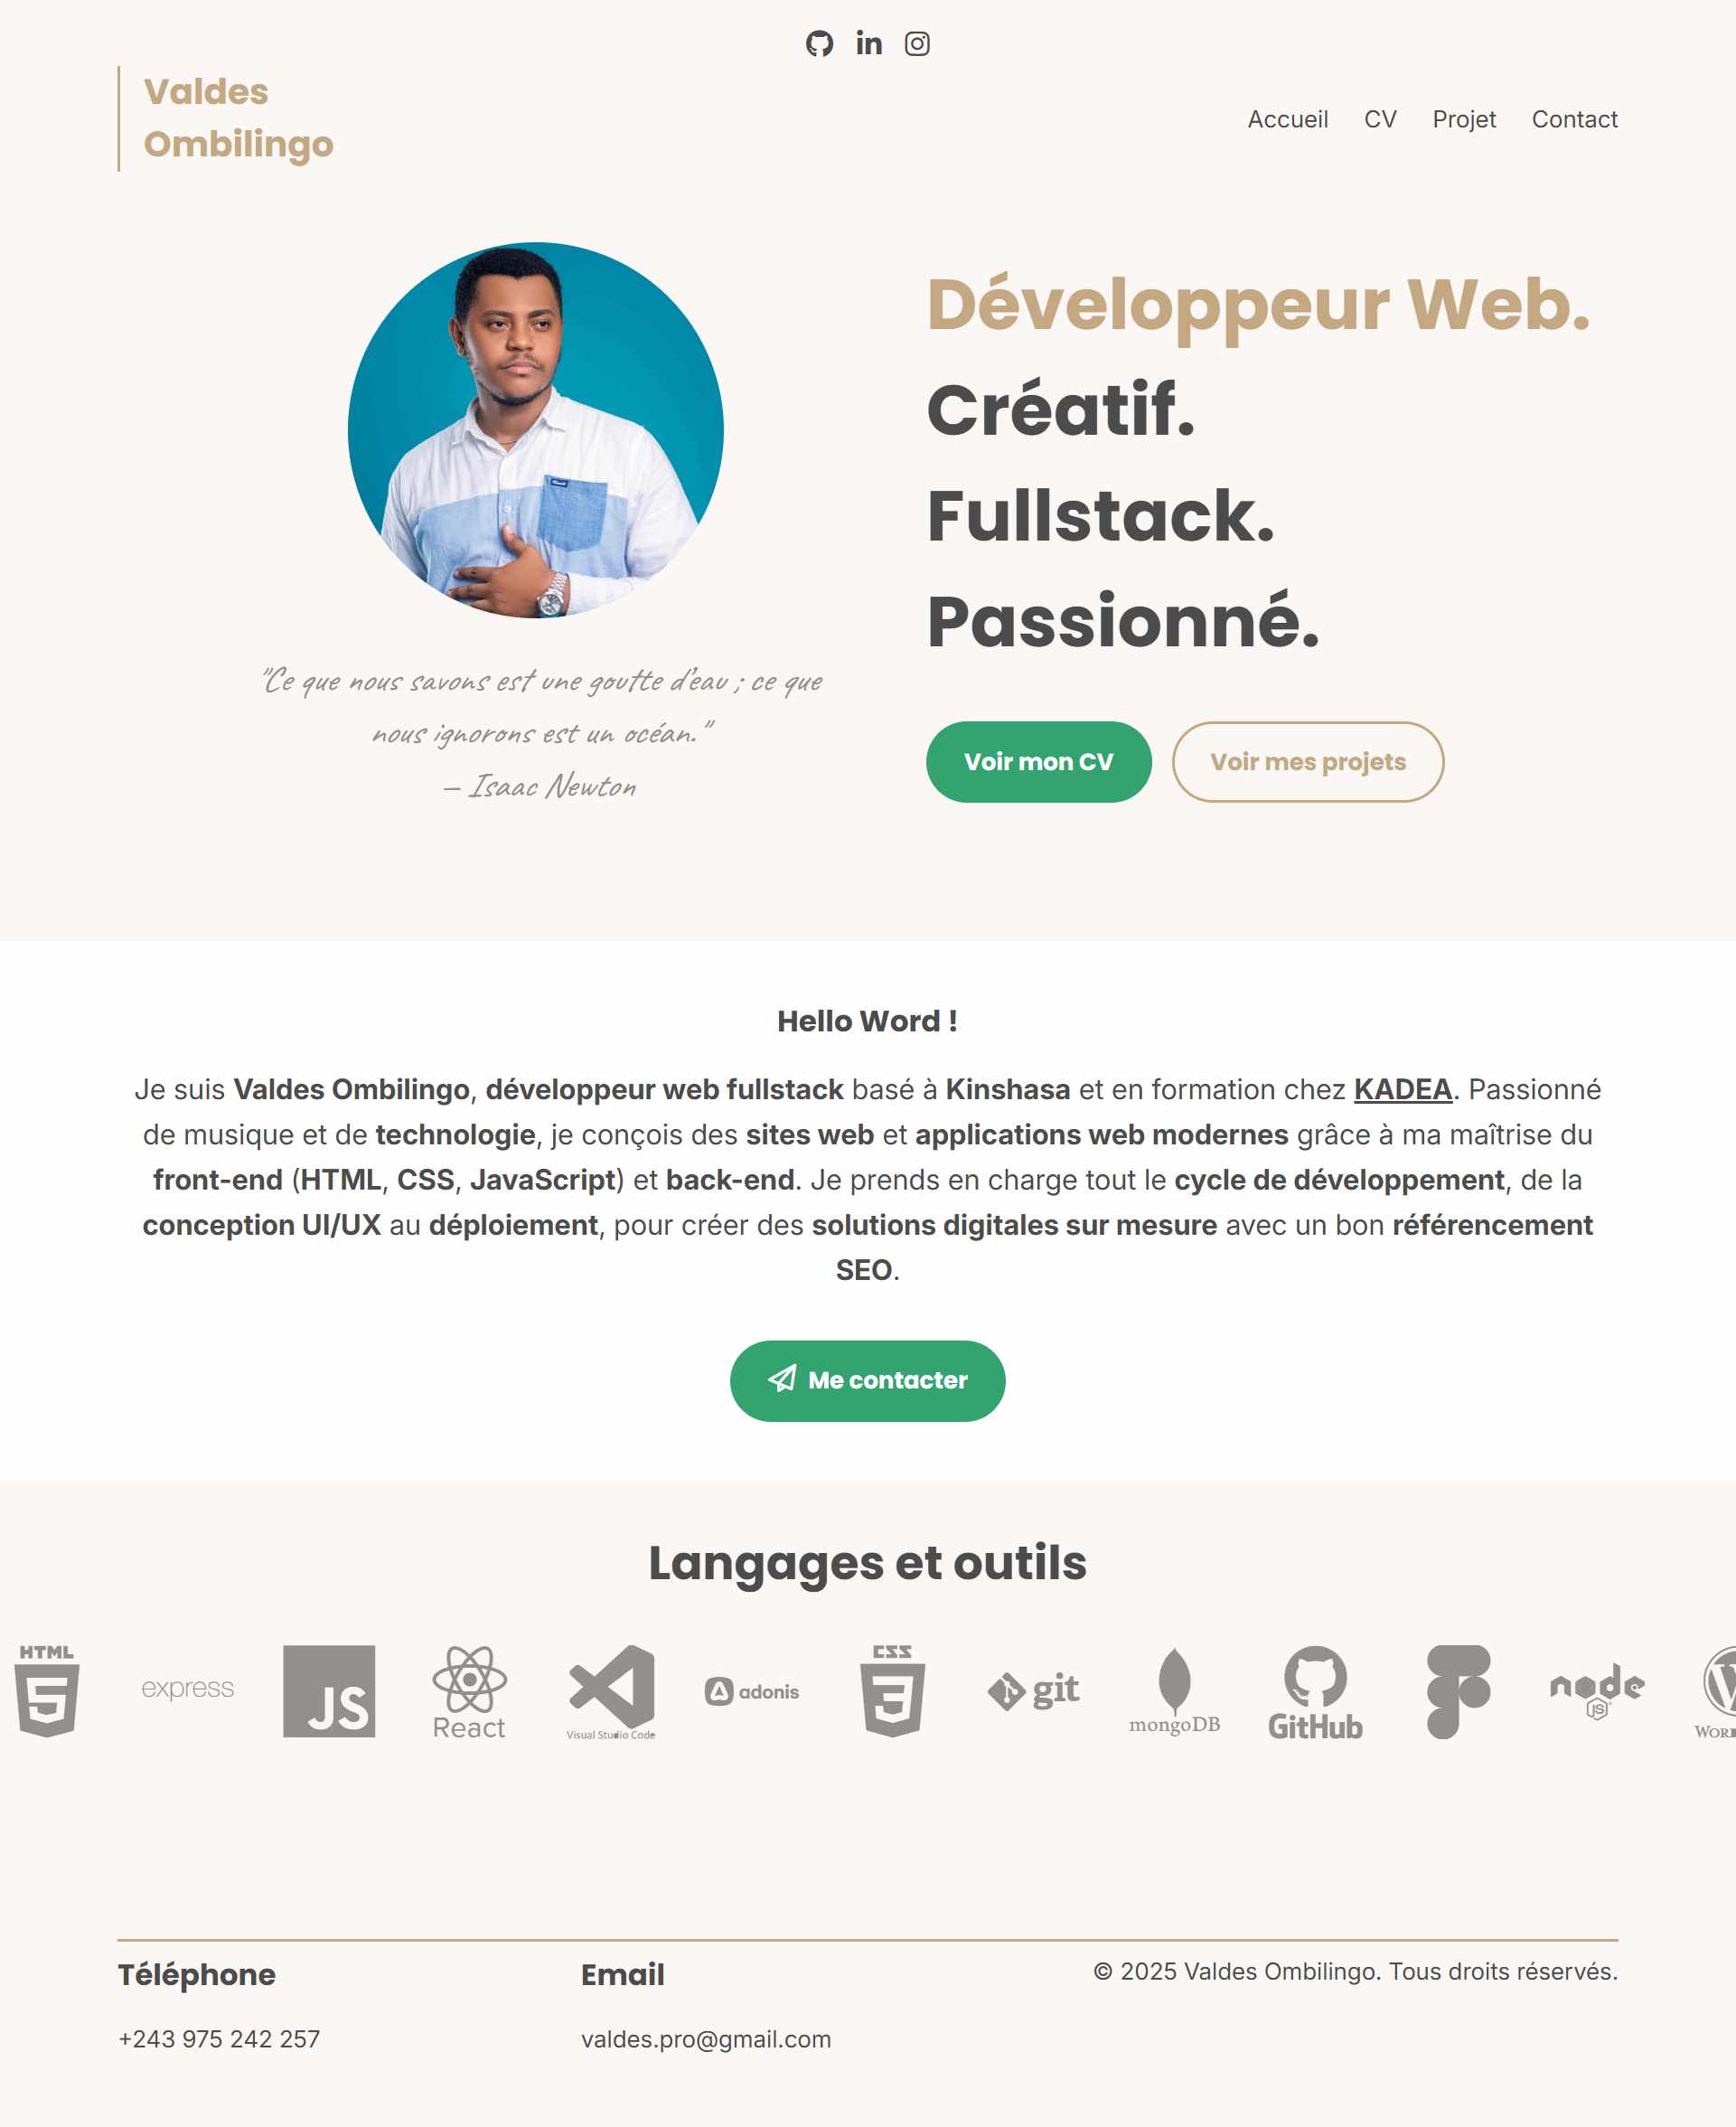 Valdes
Ombilingo
Accueil CV Projet Contact
Développeur Web.
Créatif.
Fullstack.
Passionné.
"Ce que nous savons est une goutte d'eau ; ce que
nous ignorons est un océan."
— Isaac Newton
Voir mon CV Voir mes projets
Hello Word !
Je suis Valdes Ombilingo, développeur web fullstack basé à Kinshasa et en formation chez KADEA. Passionné
de musique et de technologie, je conçois des sites web et applications web modernes grâce à ma maîtrise du
front-end (HTML, CSS, JavaScript) et back-end. Je prends en charge tout le cycle de développement, de la
conception UI/UX au déploiement, pour créer des solutions digitales sur mesure avec un bon référencement
SEO.
Me contacter
Langages et outils
HTML 5
express
JS
React
Visual Studio Code
adonis
CSS 3
git
mongoDB
GitHub
node JS
Téléphone
+243 975 242 257
Email
valdes.pro@gmail.com
© 2025 Valdes Ombilingo. Tous droits réservés.